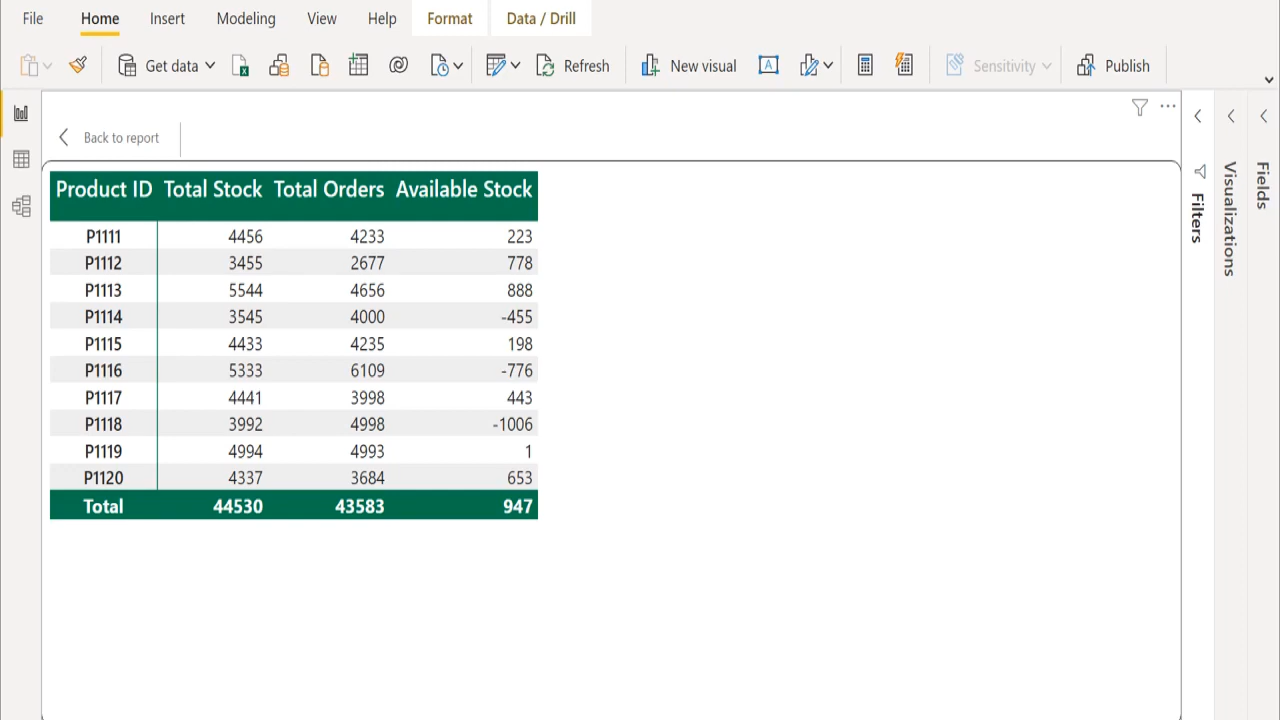 File Home Insert Modeling View Help Format Data / Drill
Get data Refresh New visual A Sensitivity Publish
Back to report
Product ID Total Stock Total Orders Available Stock
P1111 4456 4233 223
P1112 3455 2677 778
P1113 5544 4656 888
P1114 3545 4000 -455
P1115 4433 4235 198
P1116 5333 6109 -776
P1117 4441 3998 443
P1118 3992 4998 -1006
P1119 4994 4993 1
P1120 4337 3684 653
Total 44530 43583 947
Filters
Visualizations
Fields